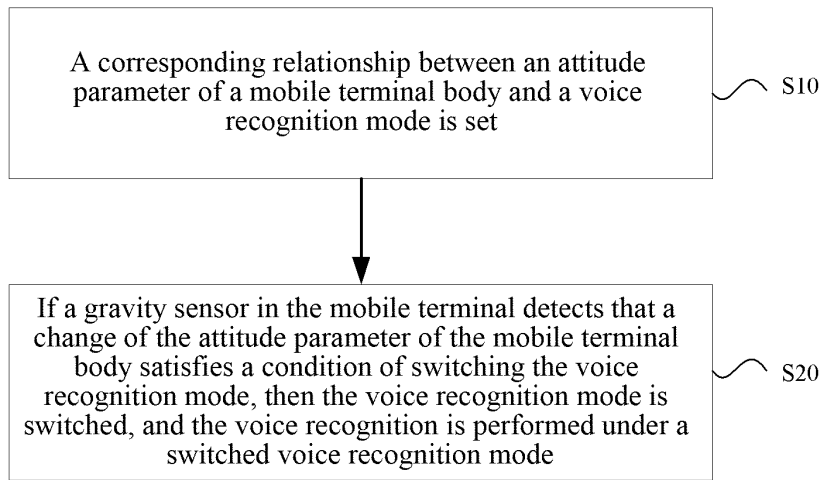 A corresponding relationship between an attitude
parameter of a mobile terminal body and a voice
recognition mode is set
S10
If a gravity sensor in the mobile terminal detects that a
change of the attitude parameter of the mobile terminal
body satisfies a condition of switching the voice
recognition mode, then the voice recognition mode is
switched, and the voice recognition is performed under a
switched voice recognition mode
S20